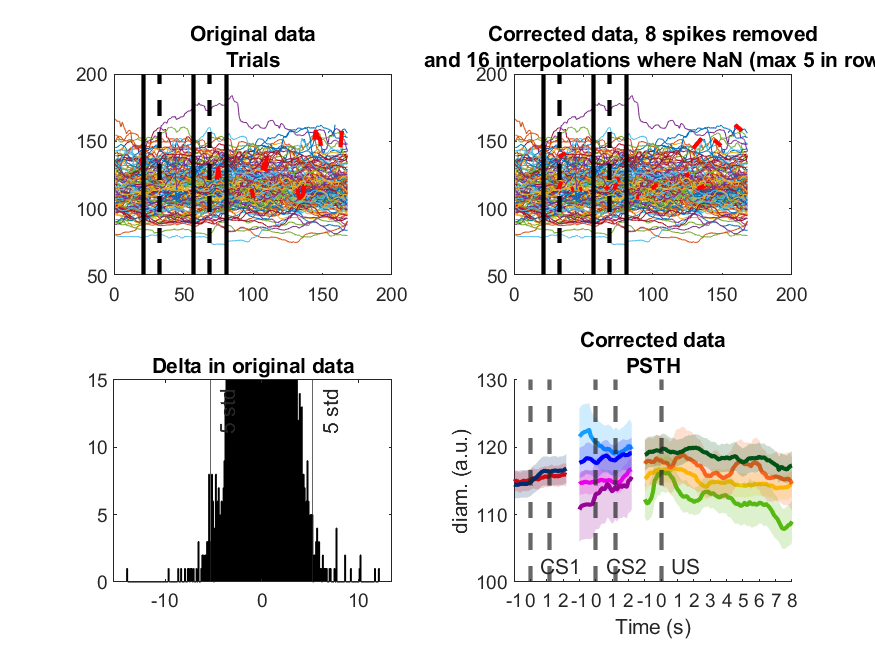 Original data
Trials
200
150
100
50
0 50 100 150 200
Corrected data, 8 spikes removed
and 16 interpolations where NaN (max 5 in row
200
150
100
50
0 50 100 150 200
Delta in original data
15
10
5
0
5 std
5 std
-10 0 10
Corrected data
PSTH
130
120
110
100
diam. (a.u.)
CS1 CS2 US
-1 0 1 2 -1 0 1 2 -1 0 1 2 3 4 5 6 7 8
Time (s)